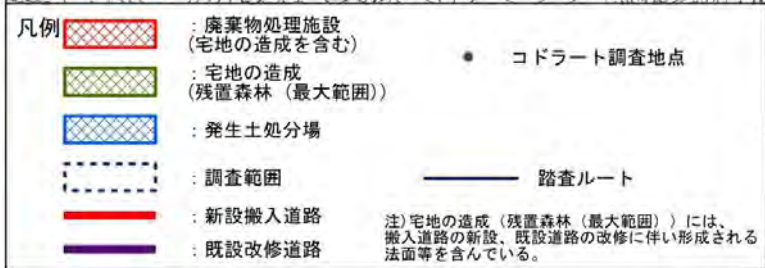 凡例
：廃棄物処理施設
(宅地の造成を含む)
：宅地の造成
(残置森林（最大範囲）)
：発生土処分場
：調査範囲
：新設搬入道路
：既設改修道路
コドラート調査地点
踏査ルート
注)宅地の造成（残置森林（最大範囲））には、
搬入道路の新設、既設道路の改修に伴い形成される
法面等を含んでいる。